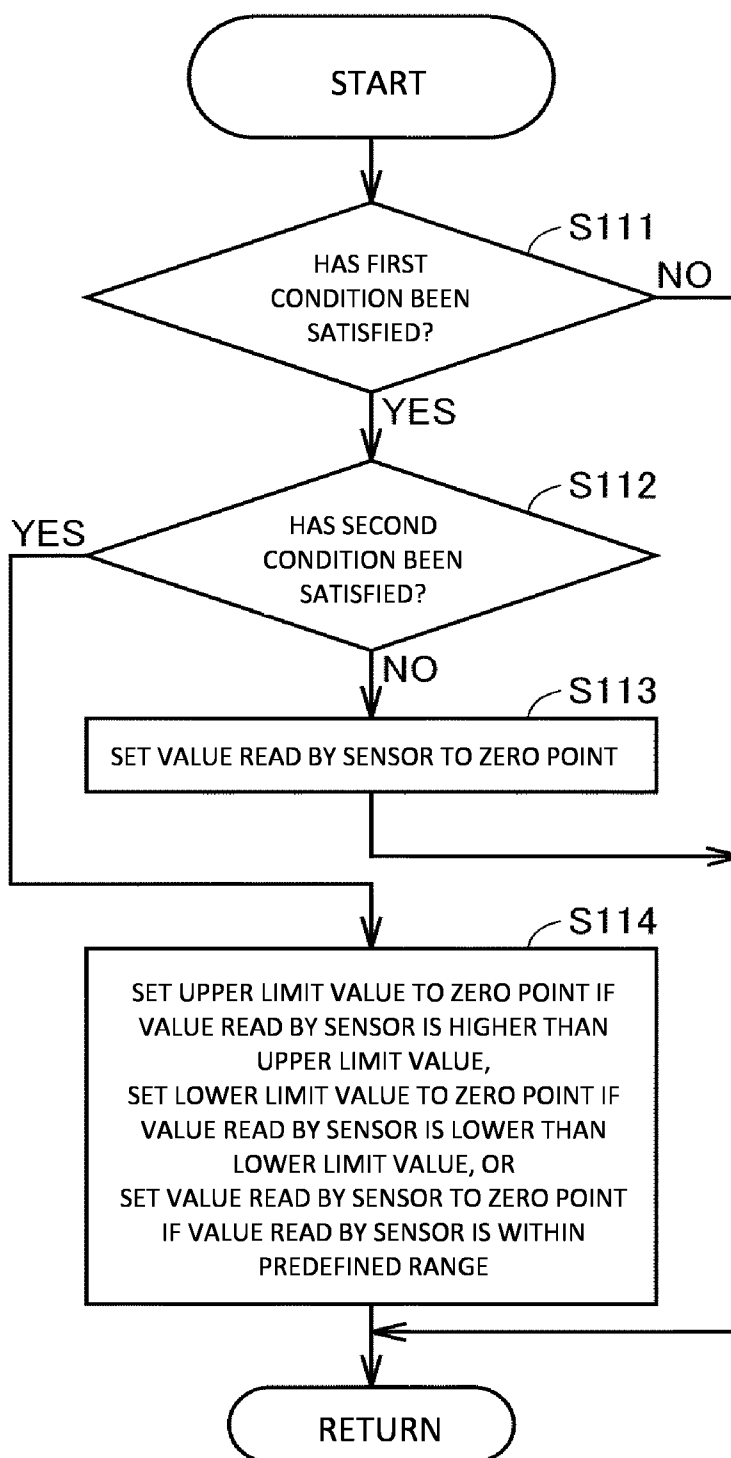 START
S111
HAS FIRST
CONDITION BEEN
SATISFIED?
NO
YES
S112
YES
HAS SECOND
CONDITION BEEN
SATISFIED?
NO
S113
SET VALUE READ BY SENSOR TO ZERO POINT
S114
SET UPPER LIMIT VALUE TO ZERO POINT IF
VALUE READ BY SENSOR IS HIGHER THAN
UPPER LIMIT VALUE,
SET LOWER LIMIT VALUE TO ZERO POINT IF
VALUE READ BY SENSOR IS LOWER THAN
LOWER LIMIT VALUE, OR
SET VALUE READ BY SENSOR TO ZERO POINT
IF VALUE READ BY SENSOR IS WITHIN
PREDEFINED RANGE
RETURN